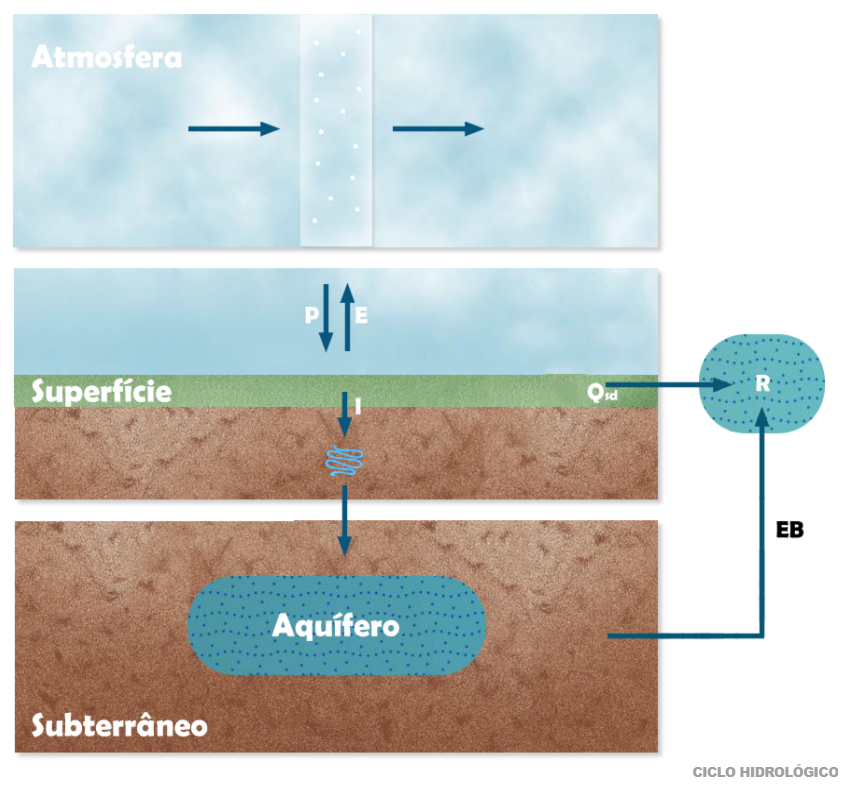 Atmosfera
P E
Superfície
Qsd
R
I
EB
Aquífero
Subterrâneo
CICLO HIDROLÓGICO